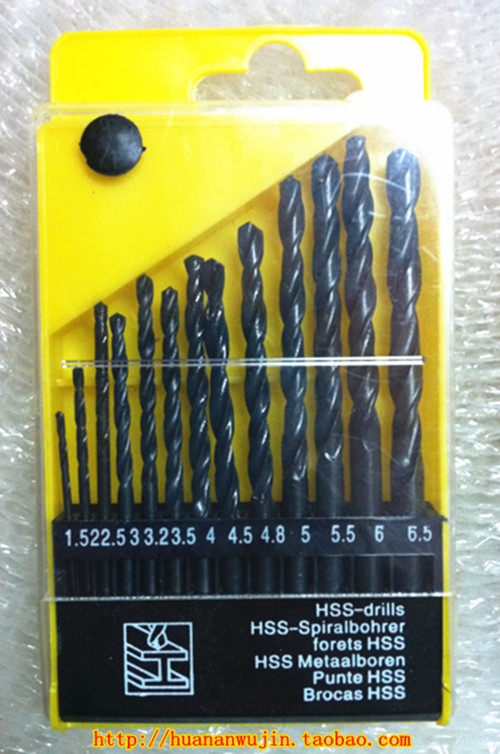 1.5 2 2.5 3 3.2 3.5 4 4.5 4.8 5 5.5 6 6.5
HSS-drills
HSS-Spiralbohrer
forets HSS
HSS Metaalboren
Punte HSS
Brocas HSS
http://huananwujin.taobao.com